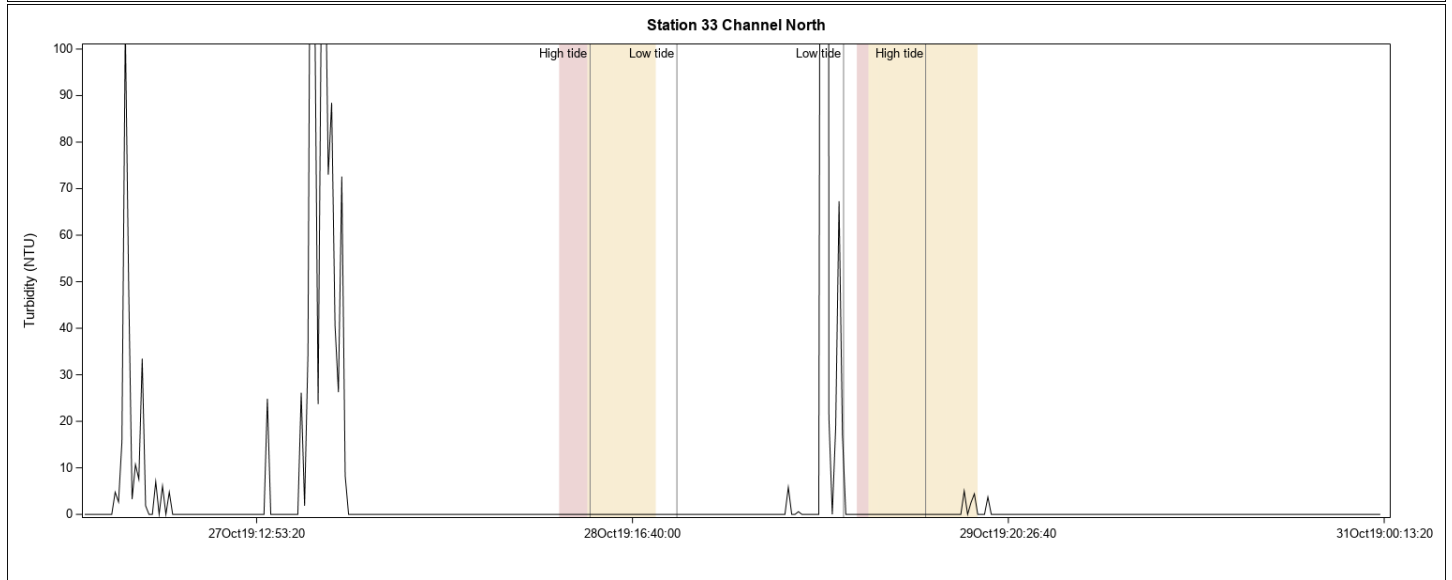 Station 33 Channel North
High tide
Low tide
Low tide
High tide
100
90
80
70
60
50
40
30
20
10
0
Turbidity (NTU)
27Oct19:12:53:20
28Oct19:16:40:00
29Oct19:20:26:40
31Oct19:00:13:20